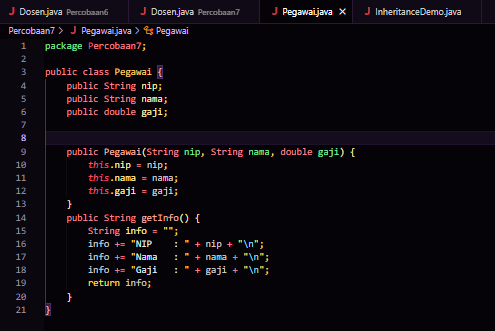 J Dosen.java Percobaan6 J Dosen.java Percobaan7 J Pegawai.java × J InheritanceDemo.java
Percobaan7 > J Pegawai.java > Pegawai
1 package Percobaan7;
2
3 public class Pegawai {
4     public String nip;
5     public String nama;
6     public double gaji;
7
8
9     public Pegawai(String nip, String nama, double gaji) {
10         this.nip = nip;
11         this.nama = nama;
12         this.gaji = gaji;
13     }
14     public String getInfo() {
15         String info = "";
16         info += "NIP   : " + nip + "\n";
17         info += "Nama  : " + nama + "\n";
18         info += "Gaji  : " + gaji + "\n";
19         return info;
20     }
21 }